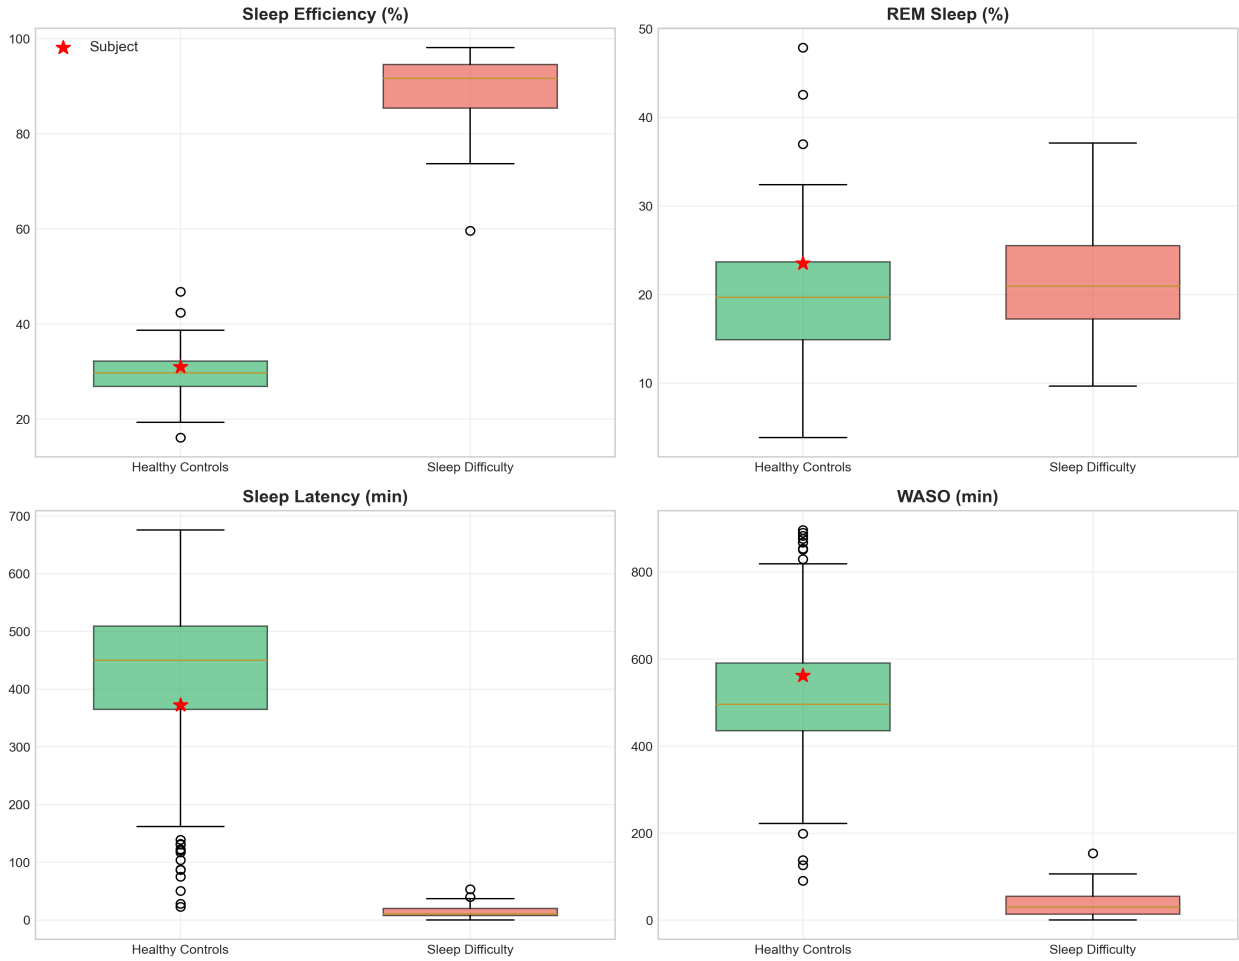 Sleep Efficiency (%)
100
80
60
40
20
Subject
Healthy Controls
Sleep Difficulty
REM Sleep (%)
50
40
30
20
10
Healthy Controls
Sleep Difficulty
Sleep Latency (min)
700
600
500
400
300
200
100
0
Healthy Controls
Sleep Difficulty
WASO (min)
800
600
400
200
0
Healthy Controls
Sleep Difficulty